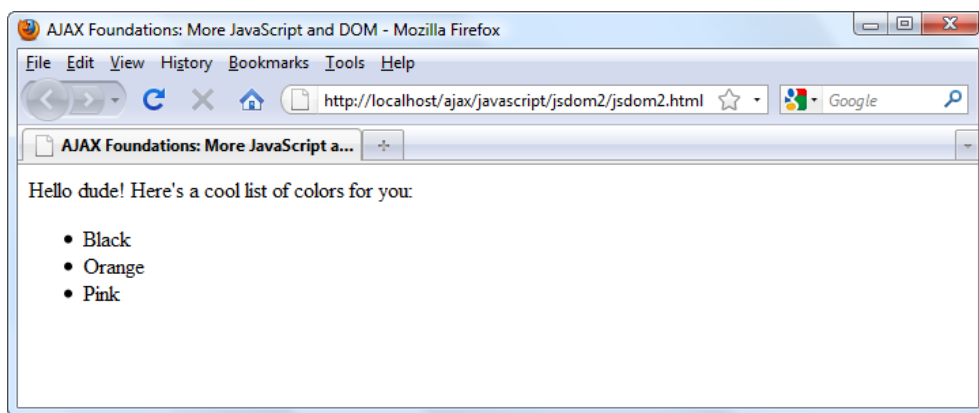 AJAX Foundations: More JavaScript and DOM - Mozilla Firefox
File Edit View History Bookmarks Tools Help
http://localhost/ajax/javascript/jsdom2/jsdom2.html Google
AJAX Foundations: More JavaScript a...
Hello dude! Here's a cool list of colors for you:
• Black
• Orange
• Pink